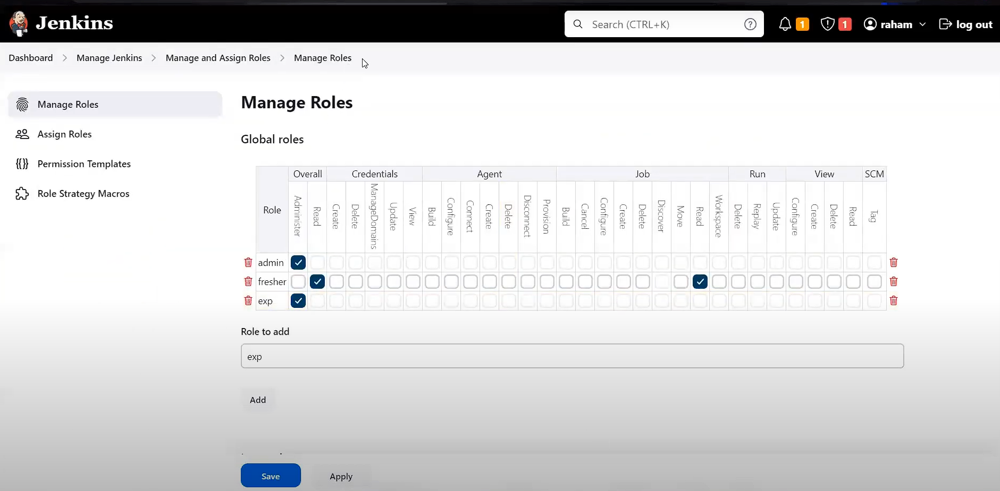 Jenkins
Search (CTRL+K)
1
1
raham
log out
Dashboard
Manage Jenkins
Manage and Assign Roles
Manage Roles
Manage Roles
Assign Roles
Permission Templates
Role Strategy Macros
Manage Roles
Global roles
Role
Overall
Credentials
Agent
Job
Run
View
SCM
Administer
Read
Create
Delete
ManageDomains
Update
View
Build
Configure
Connect
Create
Delete
Disconnect
Provision
Build
Cancel
Configure
Create
Delete
Discover
Move
Read
Workspace
Delete
Replay
Update
Configure
Create
Delete
Read
Tag
admin
fresher
exp
Role to add
exp
Add
Save
Apply